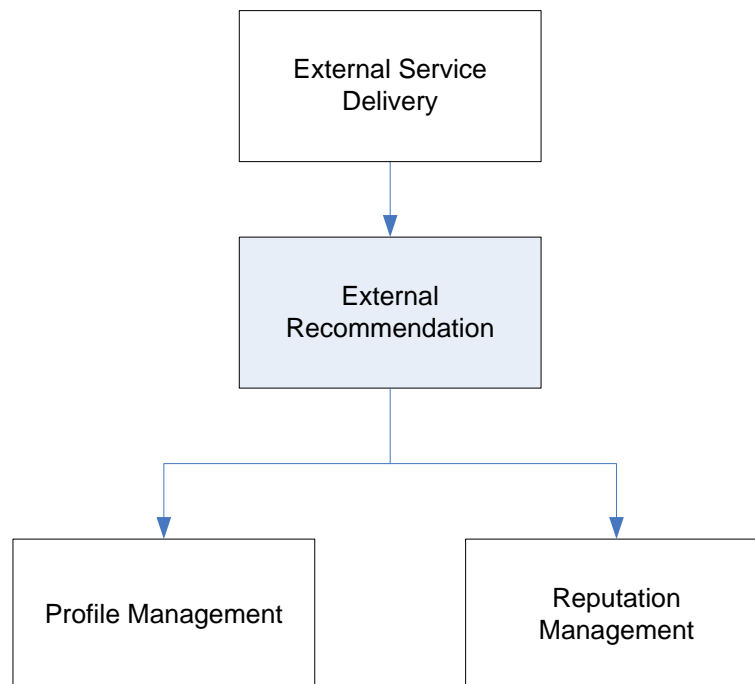 External Service
Delivery
External
Recommendation
Profile Management
Reputation
Management